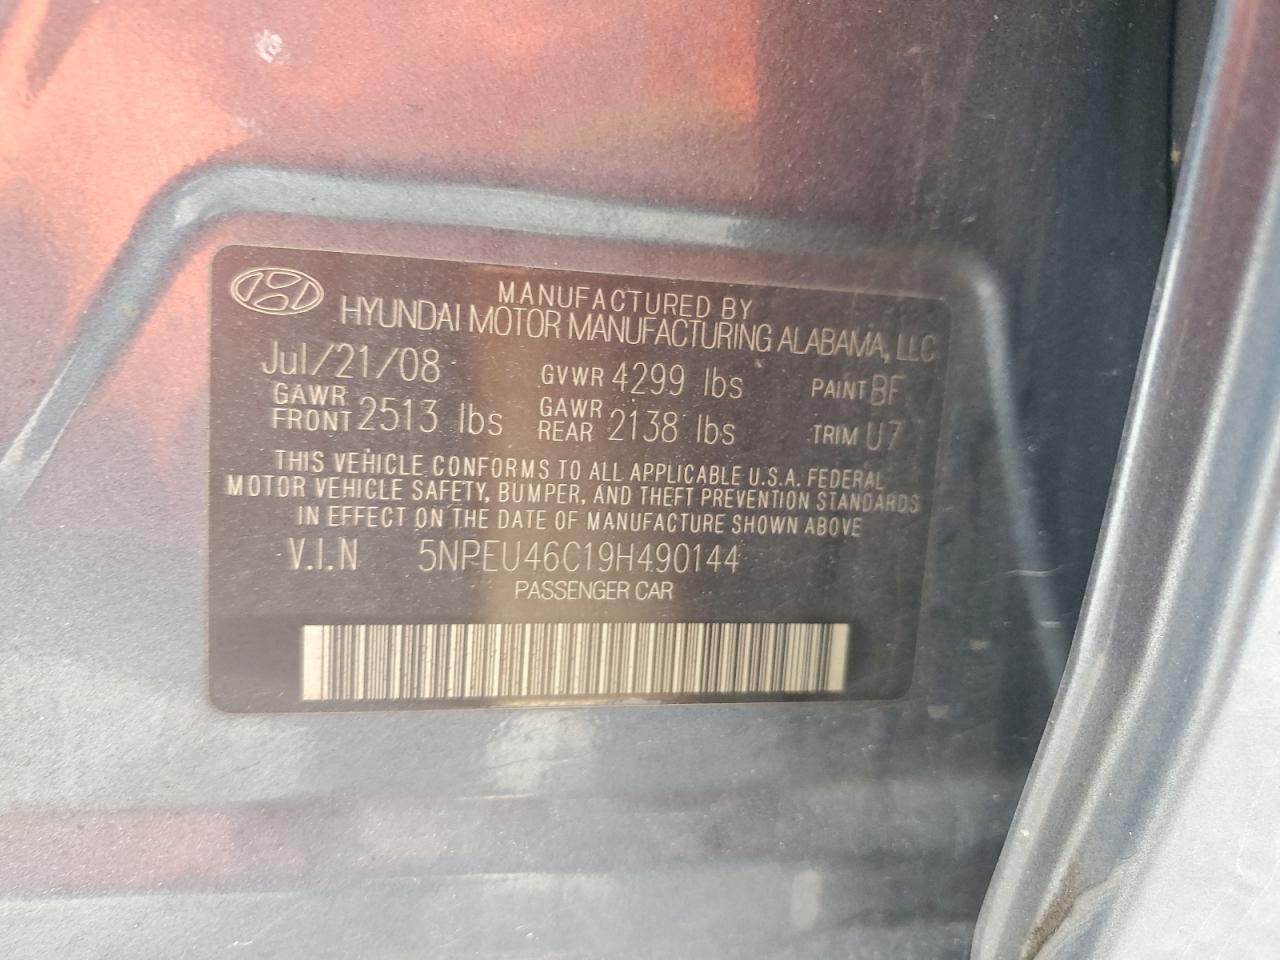 MANUFACTURED BY
HYUNDAI MOTOR MANUFACTURING ALABAMA, LLC
Jul/21/08 GVWR 4299 lbs PAINT BF
GAWR FRONT 2513 lbs GAWR REAR 2138 lbs TRIM U7
THIS VEHICLE CONFORMS TO ALL APPLICABLE U.S.A. FEDERAL
MOTOR VEHICLE SAFETY, BUMPER, AND THEFT PREVENTION STANDARDS
IN EFFECT ON THE DATE OF MANUFACTURE SHOWN ABOVE
V.I.N 5NPEU46C19H490144
PASSENGER CAR